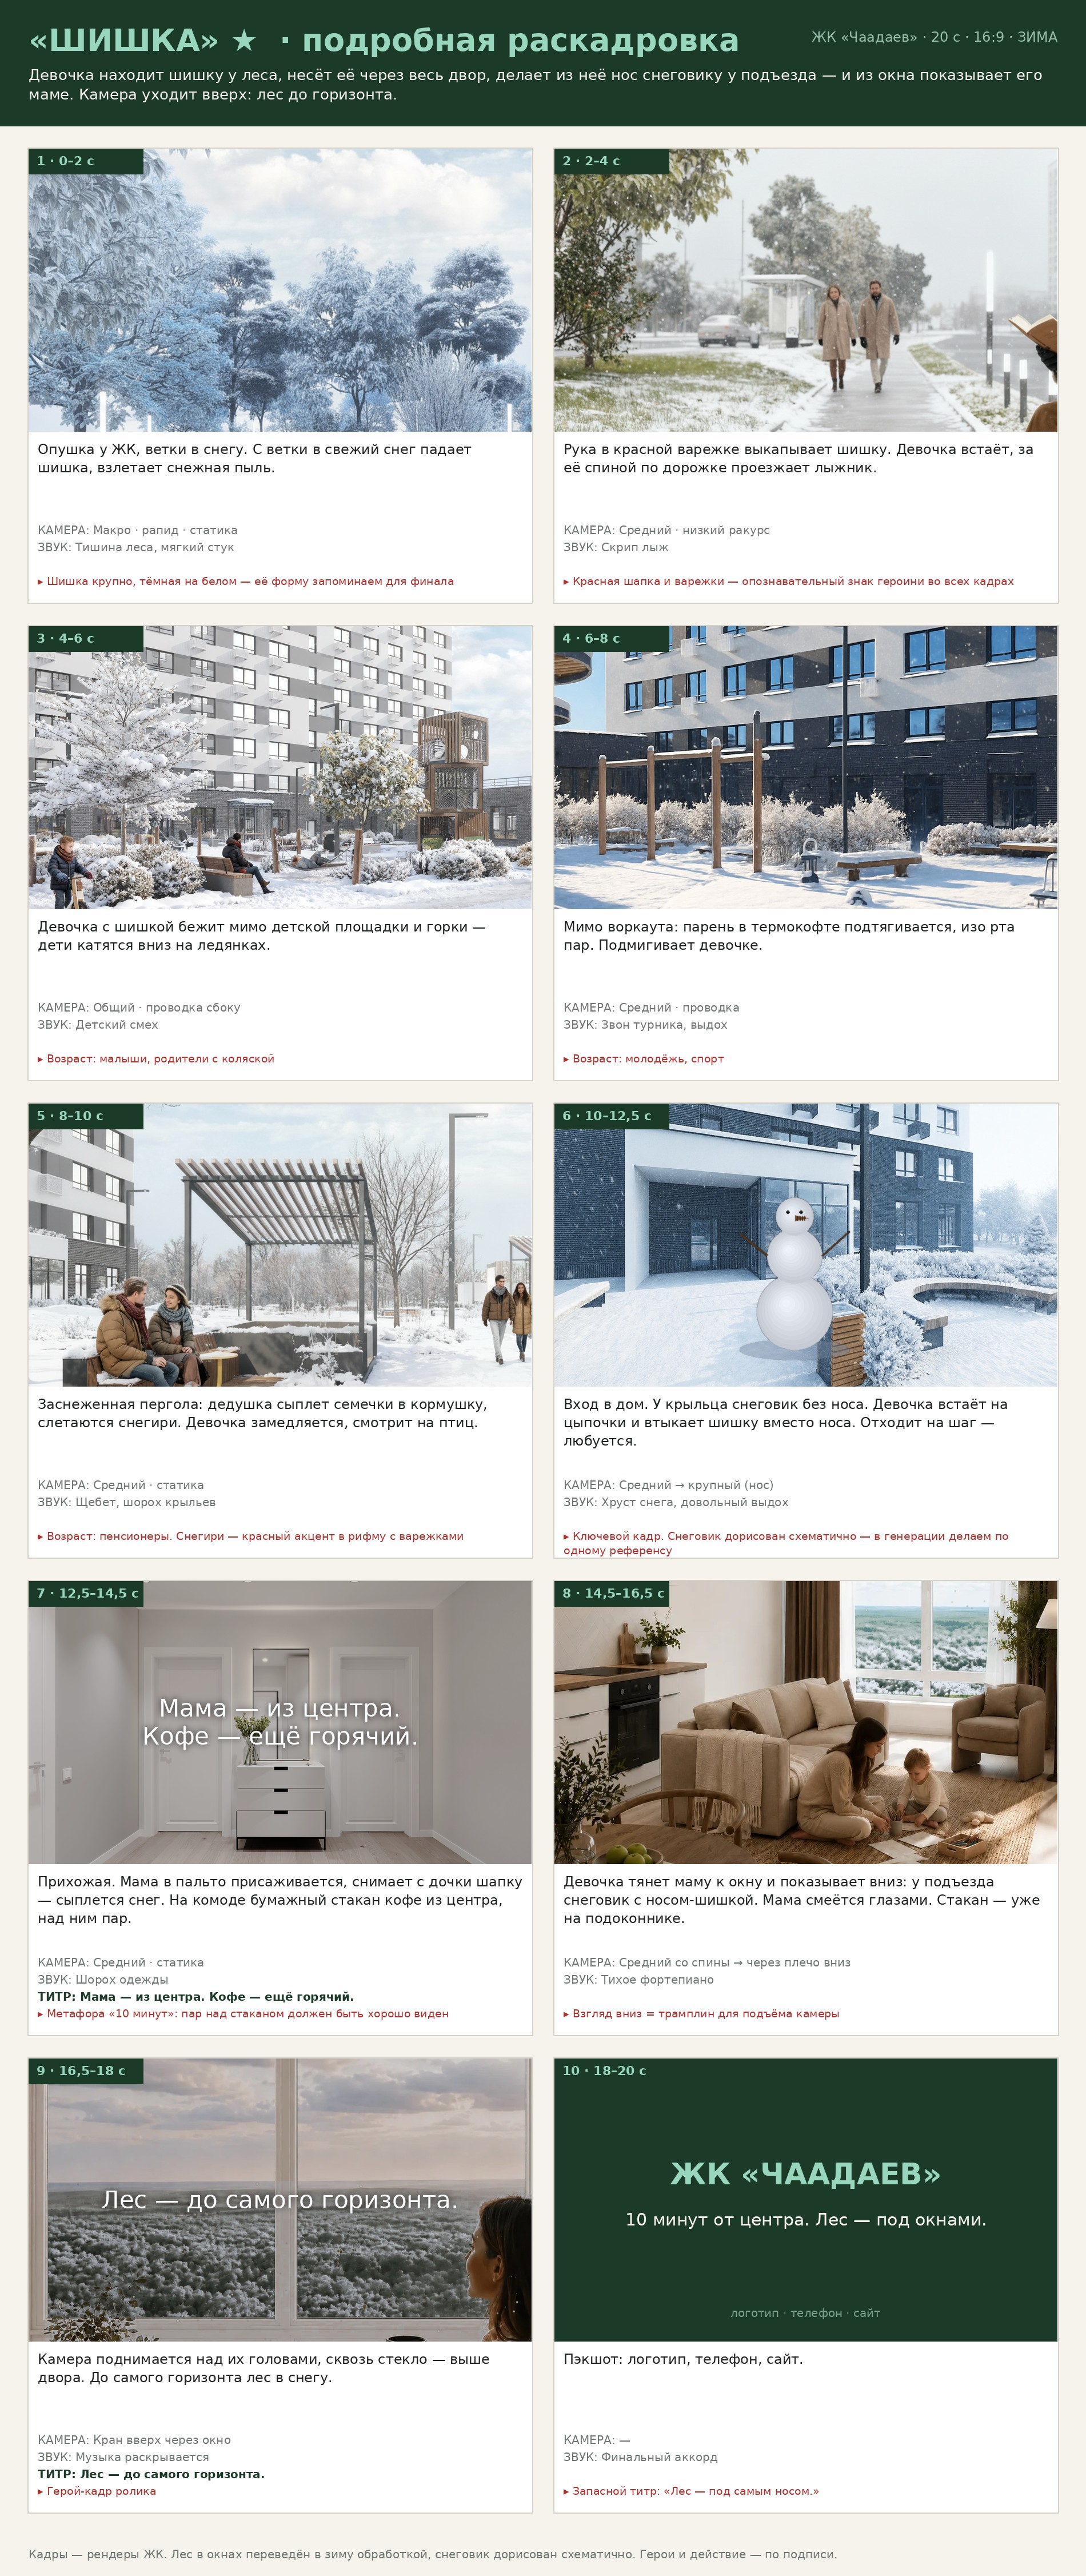 «ШИШКА» ★ · подробная раскадровка
ЖК «Чаадаев» · 20 с · 16:9 · ЗИМА
Девочка находит шишку у леса, несёт её через весь двор, делает из неё нос снеговику у подъезда — и из окна показывает его
маме. Камера уходит вверх: лес до горизонта.
1 · 0–2 с
Опушка у ЖК, ветки в снегу. С ветки в свежий снег падает
шишка, взлетает снежная пыль.
КАМЕРА: Макро · рапид · статика
ЗВУК: Тишина леса, мягкий стук
▸ Шишка крупно, тёмная на белом — её форму запоминаем для финала
2 · 2–4 с
Рука в красной варежке выкапывает шишку. Девочка встаёт, за
её спиной по дорожке проезжает лыжник.
КАМЕРА: Средний · низкий ракурс
ЗВУК: Скрип лыж
▸ Красная шапка и варежки — опознавательный знак героини во всех кадрах
3 · 4–6 с
Девочка с шишкой бежит мимо детской площадки и горки —
дети катятся вниз на ледянках.
КАМЕРА: Общий · проводка сбоку
ЗВУК: Детский смех
▸ Возраст: малыши, родители с коляской
4 · 6–8 с
Мимо воркаута: парень в термокофте подтягивается, изо рта
пар. Подмигивает девочке.
КАМЕРА: Средний · проводка
ЗВУК: Звон турника, выдох
▸ Возраст: молодёжь, спорт
5 · 8–10 с
Заснеженная пергола: дедушка сыплет семечки в кормушку,
слетаются снегири. Девочка замедляется, смотрит на птиц.
КАМЕРА: Средний · статика
ЗВУК: Щебет, шорох крыльев
▸ Возраст: пенсионеры. Снегири — красный акцент в рифму с варежками
6 · 10–12,5 с
Вход в дом. У крыльца снеговик без носа. Девочка встаёт на
цыпочки и втыкает шишку вместо носа. Отходит на шаг —
любуется.
КАМЕРА: Средний → крупный (нос)
ЗВУК: Хруст снега, довольный выдох
▸ Ключевой кадр. Снеговик дорисован схематично — в генерации делаем по
одному референсу
7 · 12,5–14,5 с
Мама — из центра.
Кофе — ещё горячий.
Прихожая. Мама в пальто присаживается, снимает с дочки шапку
— сыплется снег. На комоде бумажный стакан кофе из центра,
над ним пар.
КАМЕРА: Средний · статика
ЗВУК: Шорох одежды
ТИТР: Мама — из центра. Кофе — ещё горячий.
▸ Метафора «10 минут»: пар над стаканом должен быть хорошо виден
8 · 14,5–16,5 с
Девочка тянет маму к окну и показывает вниз: у подъезда
снеговик с носом-шишкой. Мама смеётся глазами. Стакан — уже
на подоконнике.
КАМЕРА: Средний со спины → через плечо вниз
ЗВУК: Тихое фортепиано
▸ Взгляд вниз = трамплин для подъёма камеры
9 · 16,5–18 с
Лес — до самого горизонта.
Камера поднимается над их головами, сквозь стекло — выше
двора. До самого горизонта лес в снегу.
КАМЕРА: Кран вверх через окно
ЗВУК: Музыка раскрывается
ТИТР: Лес — до самого горизонта.
▸ Герой-кадр ролика
10 · 18–20 с
ЖК «ЧААДАЕВ»
10 минут от центра. Лес — под окнами.
логотип · телефон · сайт
Пэкшот: логотип, телефон, сайт.
КАМЕРА: —
ЗВУК: Финальный аккорд
▸ Запасной титр: «Лес — под самым носом.»
Кадры — рендеры ЖК. Лес в окнах переведён в зиму обработкой, снеговик дорисован схематично. Герои и действие — по подписи.